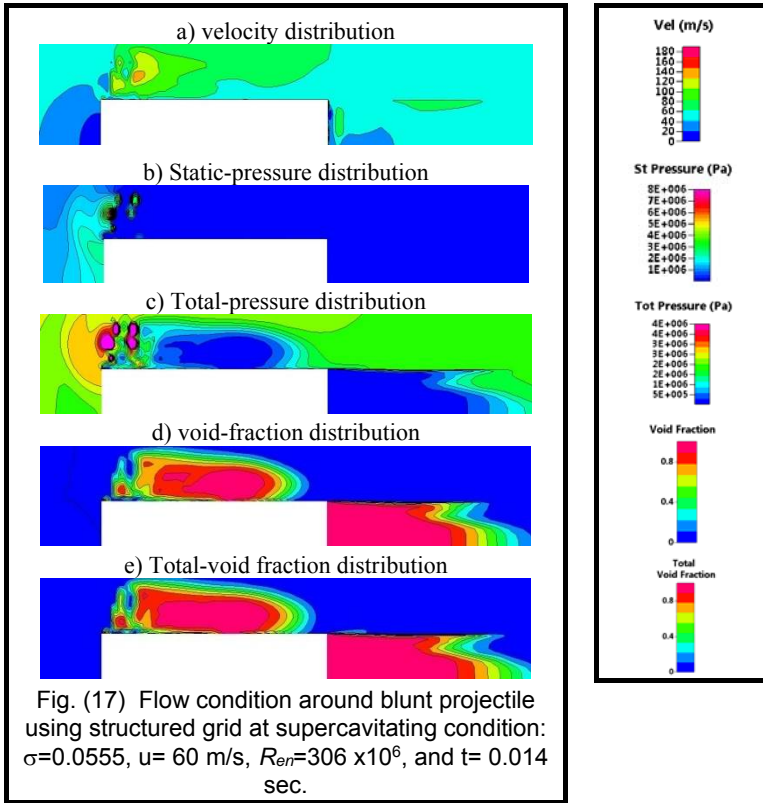 a) velocity distribution
b) Static-pressure distribution
c) Total-pressure distribution
d) void-fraction distribution
e) Total-void fraction distribution
Fig. (17) Flow condition around blunt projectile
using structured grid at supercavitating condition:
σ=0.0555, u= 60 m/s, Ren=306 x10⁶, and t= 0.014
sec.
Vel (m/s)
180
160
140
120
100
80
60
40
20
0
St Pressure (Pa)
8E+006
7E+006
6E+006
5E+006
4E+006
3E+006
2E+006
1E+006
Tot Pressure (Pa)
4E+006
4E+006
3E+006
3E+006
2E+006
2E+006
1E+006
5E+005
Void Fraction
0.8
0.4
0
Total
Void Fraction
0.8
0.4
0